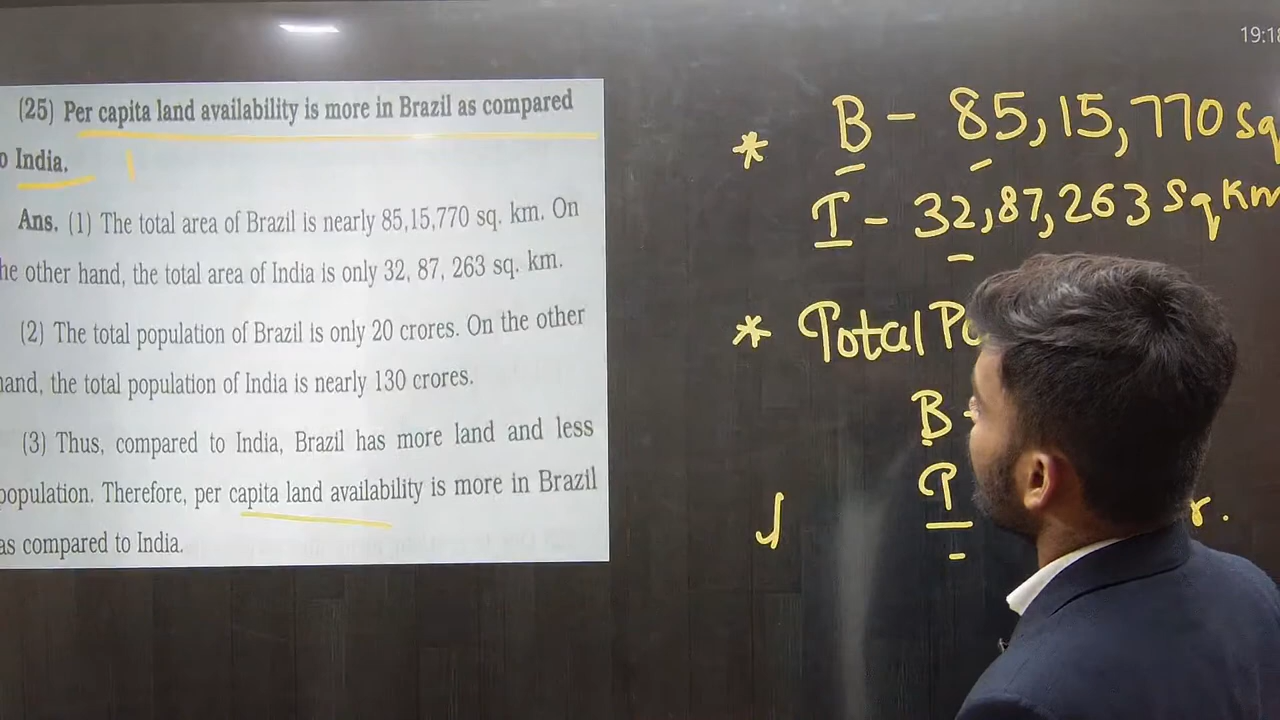 19:18
(25) Per capita land availability is more in Brazil as compared
India.
Ans. (1) The total area of Brazil is nearly 85,15,770 sq. km. On
the other hand, the total area of India is only 32, 87, 263 sq. km.
(2) The total population of Brazil is only 20 crores. On the other
hand, the total population of India is nearly 130 crores.
(3) Thus, compared to India, Brazil has more land and less
population. Therefore, per capita land availability is more in Brazil
as compared to India.
* B - 85,15,770 Sq
I - 32,87,263 Sq Km
* Total Po
B -
I
r.